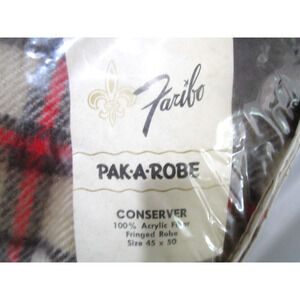 Faribo
PAK·A·ROBE
CONSERVER
100% Acrylic Fiber
Fringed Robe
Size 45 x 50